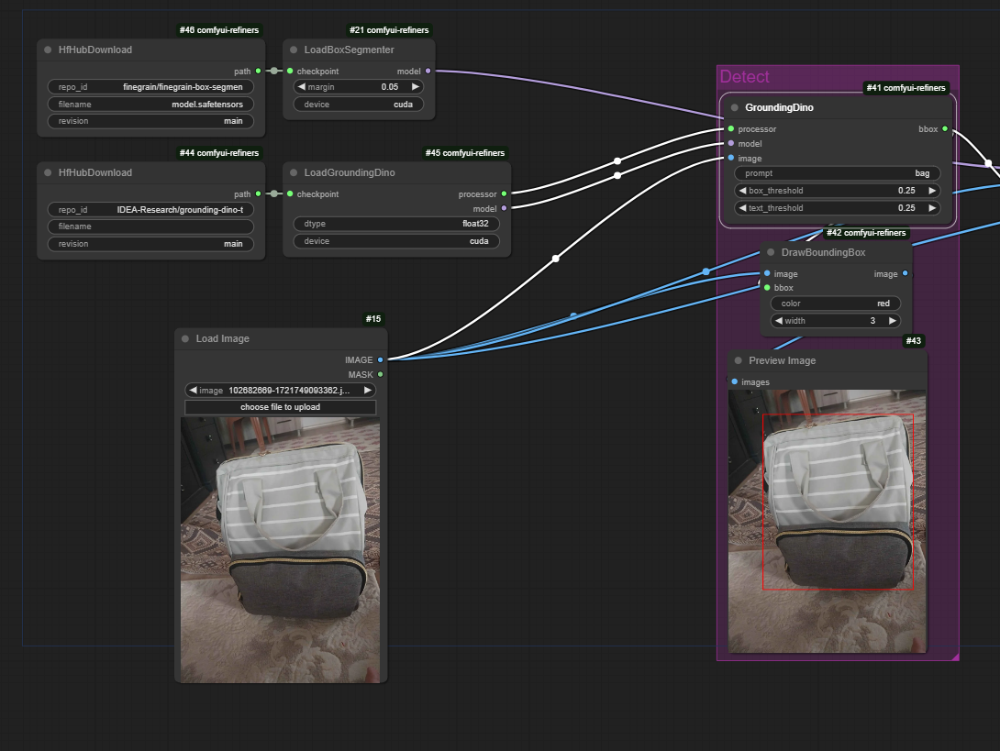 #46 comfyui-refiners
HfHubDownload
path
repo_id finegrain/finegrain-box-segmen
filename model.safetensors
revision main
#21 comfyui-refiners
LoadBoxSegmenter
checkpoint model
margin 0.05
device cuda
#44 comfyui-refiners
HfHubDownload
path
repo_id IDEA-Research/grounding-dino-t
filename
revision main
#45 comfyui-refiners
LoadGroundingDino
checkpoint processor
model
dtype float32
device cuda
#15
Load Image
IMAGE
MASK
image 102682669-1721749093362.j...
choose file to upload
Detect
#41 comfyui-refiners
GroundingDino
processor bbox
model
image
prompt bag
box_threshold 0.25
text_threshold 0.25
#42 comfyui-refiners
DrawBoundingBox
image image
bbox
color red
width 3
#43
Preview Image
images